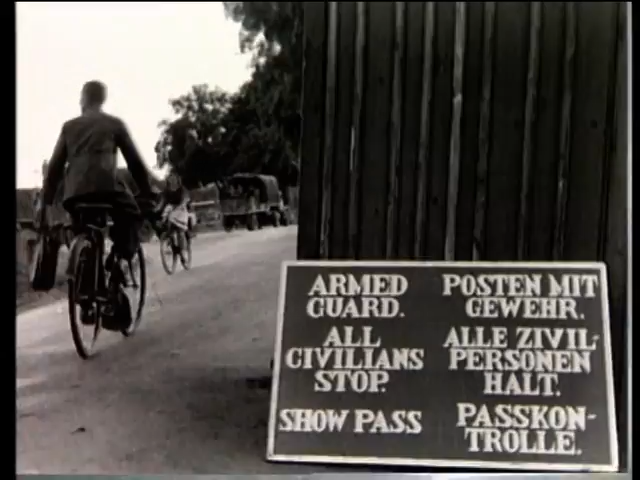 ARMED
GUARD.
ALL
CIVILIANS
STOP.
SHOW PASS
POSTEN MIT
GEWEHR.
ALLE ZIVIL-
PERSONEN
HALT.
PASSKON-
TROLLE.